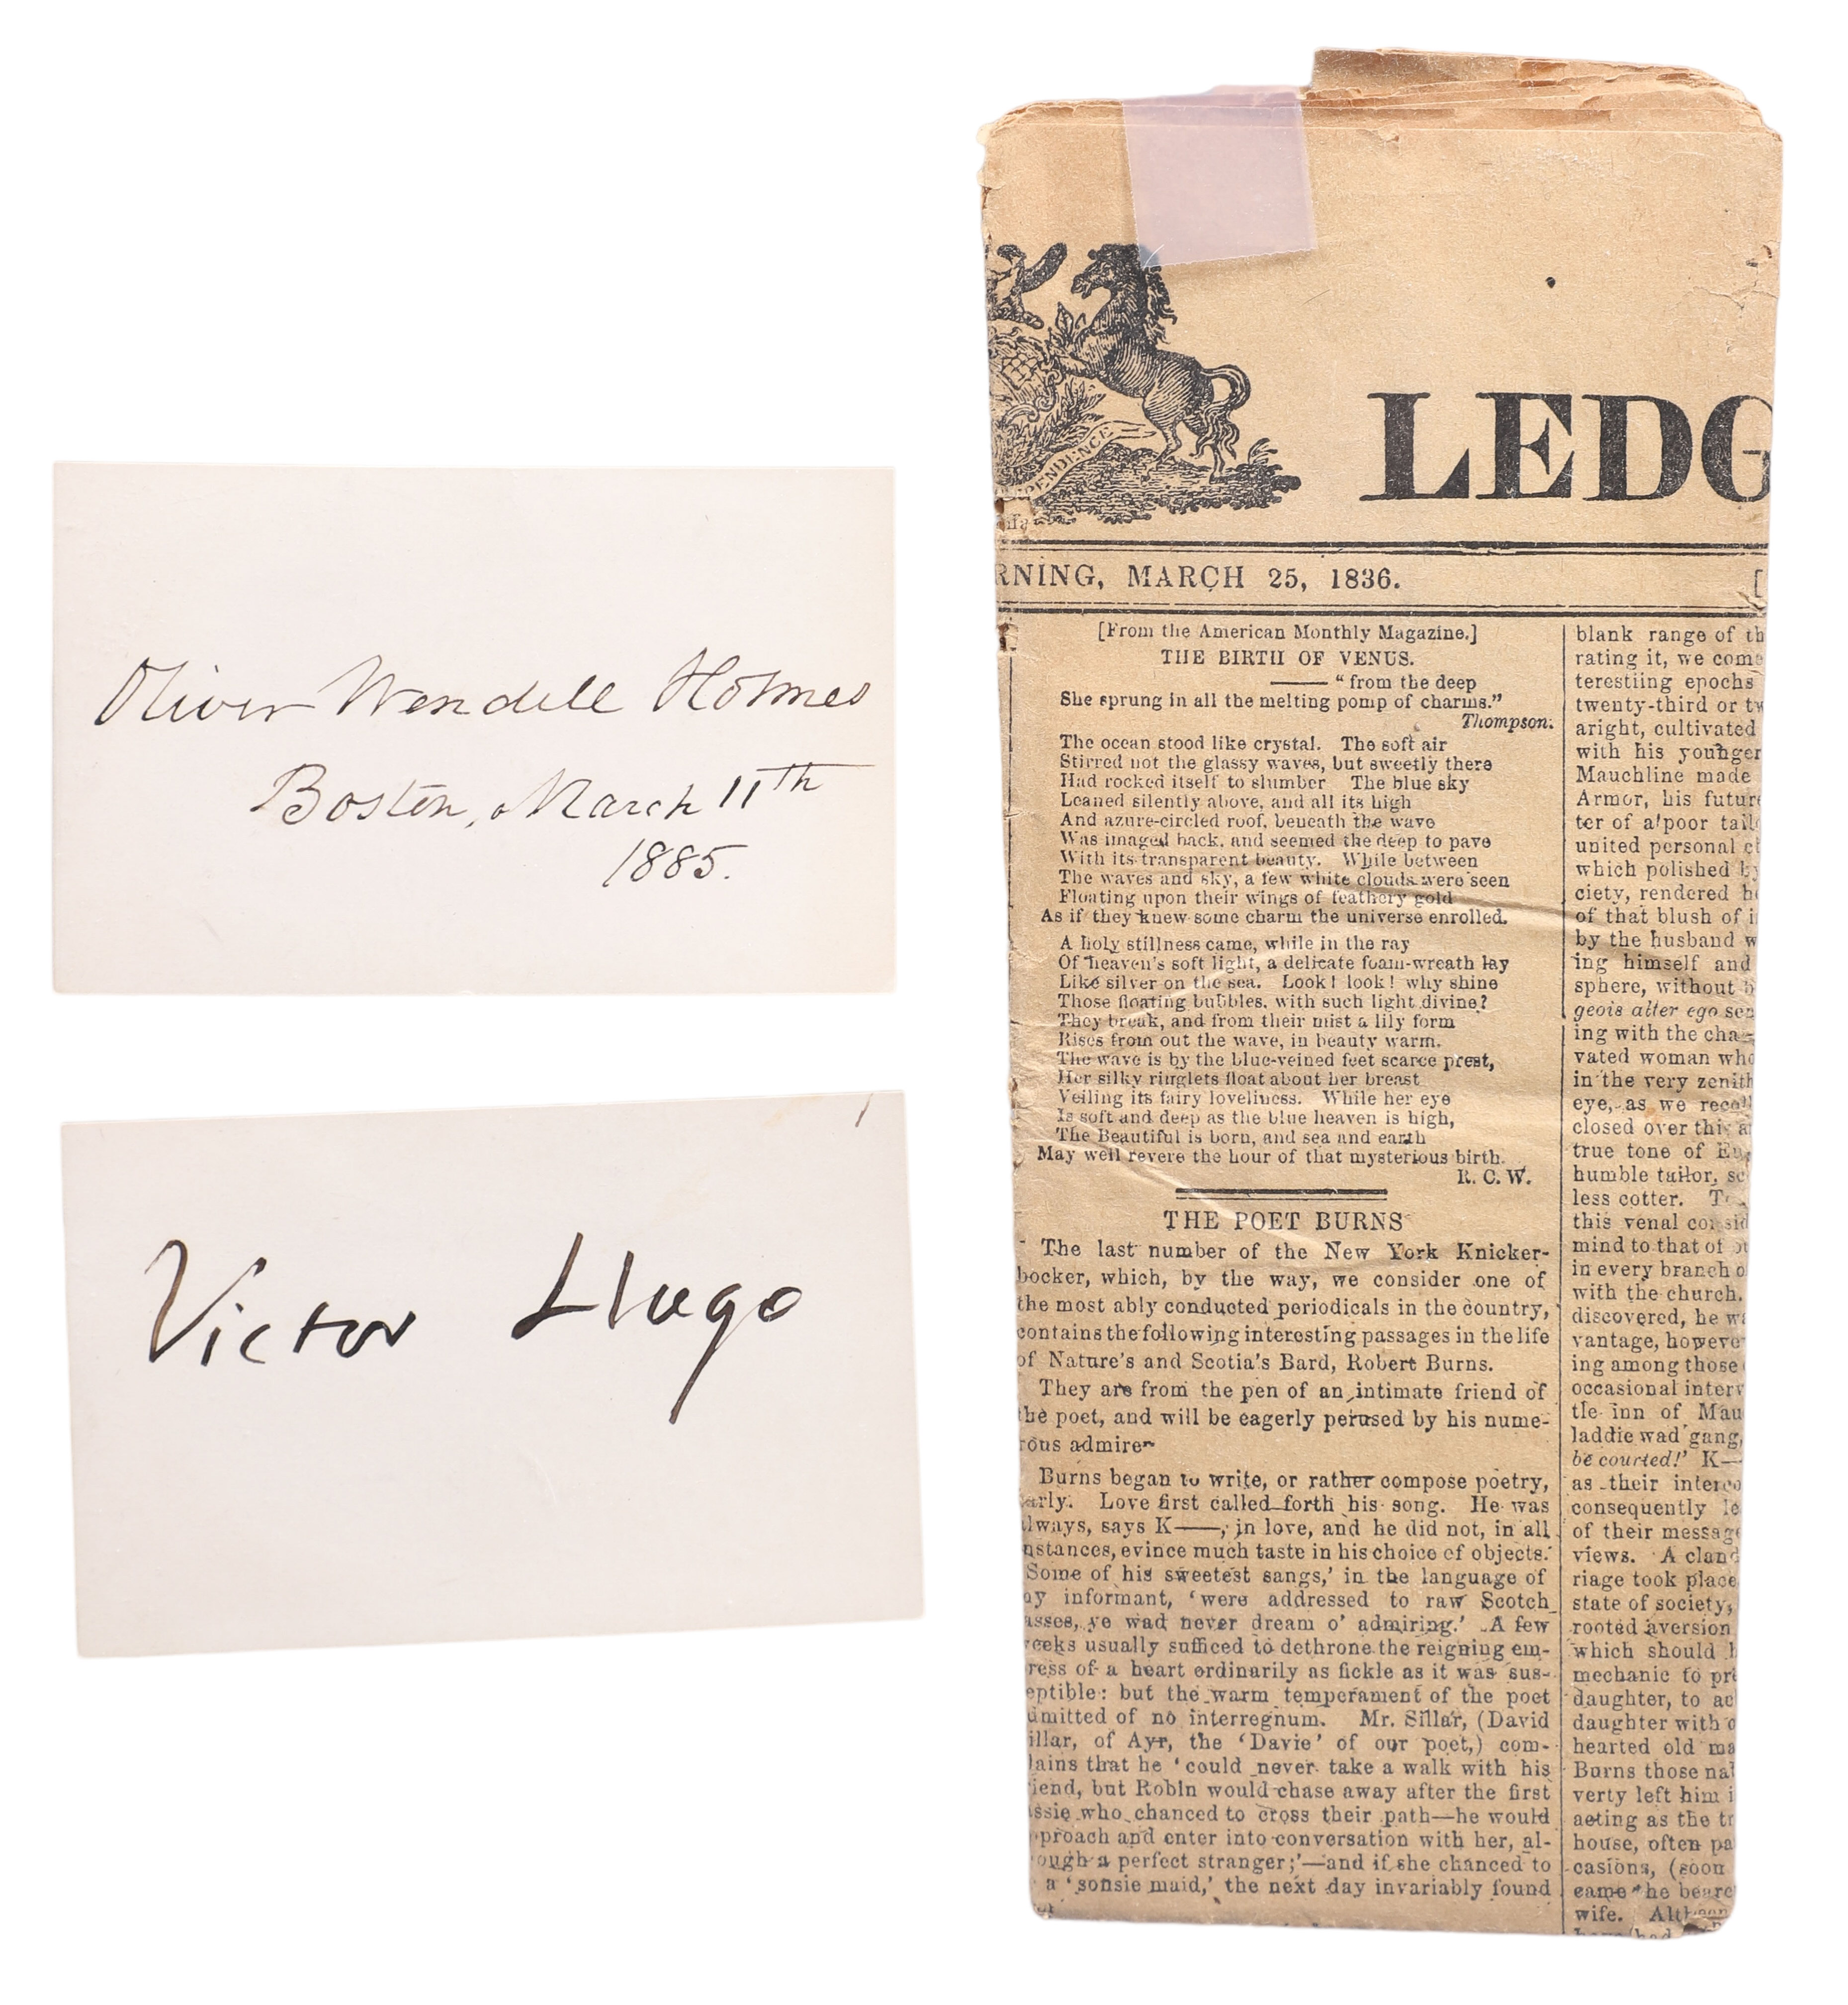 Oliver Wendell Holmes
Boston, March 11th
1885.
Victor Hugo
PENDENCE
LEDG
RNING, MARCH 25, 1836.
[
[From the American Monthly Magazine.]
THE BIRTH OF VENUS.
—— “from the deep
She sprung in all the melting pomp of charms.”
Thompson.
The ocean stood like crystal. The soft air
Stirred not the glassy waves, but sweetly there
Had rocked itself to slumber The blue sky
Leaned silently above, and all its high
And azure-circled roof, beneath the wave
Was imaged back, and seemed the deep to pave
With its transparent beauty. While between
The waves and sky, a few white clouds were seen
Floating upon their wings of feathery gold
As if they knew some charm the universe enrolled.
A holy stillness came, while in the ray
Of heaven's soft light, a delicate foam-wreath lay
Like silver on the sea. Look! look! why shine
Those floating bubbles, with such light divine?
They break, and from their mist a lily form
Rises from out the wave, in beauty warm.
The wave is by the blue-veined feet scarce prest,
Her silky ringlets float about her breast
Veiling its fairy loveliness. While her eye
Is soft and deep as the blue heaven is high,
The Beautiful is born, and sea and earth
May well revere the hour of that mysterious birth.
R. C. W.
THE POET BURNS
The last number of the New York Knicker-
bocker, which, by the way, we consider one of
the most ably conducted periodicals in the country,
contains the following interesting passages in the life
of Nature's and Scotia's Bard, Robert Burns.
They are from the pen of an intimate friend of
the poet, and will be eagerly perused by his nume-
rous admire
Burns began to write, or rather compose poetry,
early. Love first called forth his song. He was
lways, says K——, in love, and he did not, in all
nstances, evince much taste in his choice of objects.
'Some of his sweetest sangs,' in the language of
y informant, 'were addressed to raw Scotch
asses, ye wad never dream o' admiring.' A few
eeks usually sufficed to dethrone the reigning em-
ress of a heart ordinarily as fickle as it was sus-
eptible: but the warm temperament of the poet
dmitted of no interregnum. Mr. Sillar, (David
illar, of Ayr, the 'Davie' of our poet,) com-
lains that he 'could never take a walk with his
iend, but Robin would chase away after the first
ssie who chanced to cross their path—he would
proach and enter into conversation with her, al-
ough a perfect stranger;'—and if she chanced to
a 'sonsie maid,' the next day invariably found
blank range of th
rating it, we com
terestiing epochs
twenty-third or tw
aright, cultivated
with his younger
Mauchline made
Armor, his futur
ter of a poor tail
united personal c
which polished by
ciety, rendered h
of that blush of i
by the husband w
ing himself and
sphere, without b
geois alter ego se
ing with the cha
vated woman who
in the very zenith
eye, as we recoll
closed over this a
true tone of Eu
humble tailor, sc
less cotter. T
this venal consid
mind to that of
in every branch o
with the church.
discovered, he wa
vantage, howeve
ing among those
occasional interv
tle inn of Mau
laddie wad gang,
be courted!' K—
as their interco
consequently le
of their message
views. A cland
riage took place
state of society,
rooted aversion
which should b
mechanic to pr
daughter, to ac
daughter with o
hearted old ma
Burns those nat
verty left him i
acting as the tr
house, often pa
casions, (soon
came he bear
wife. Although